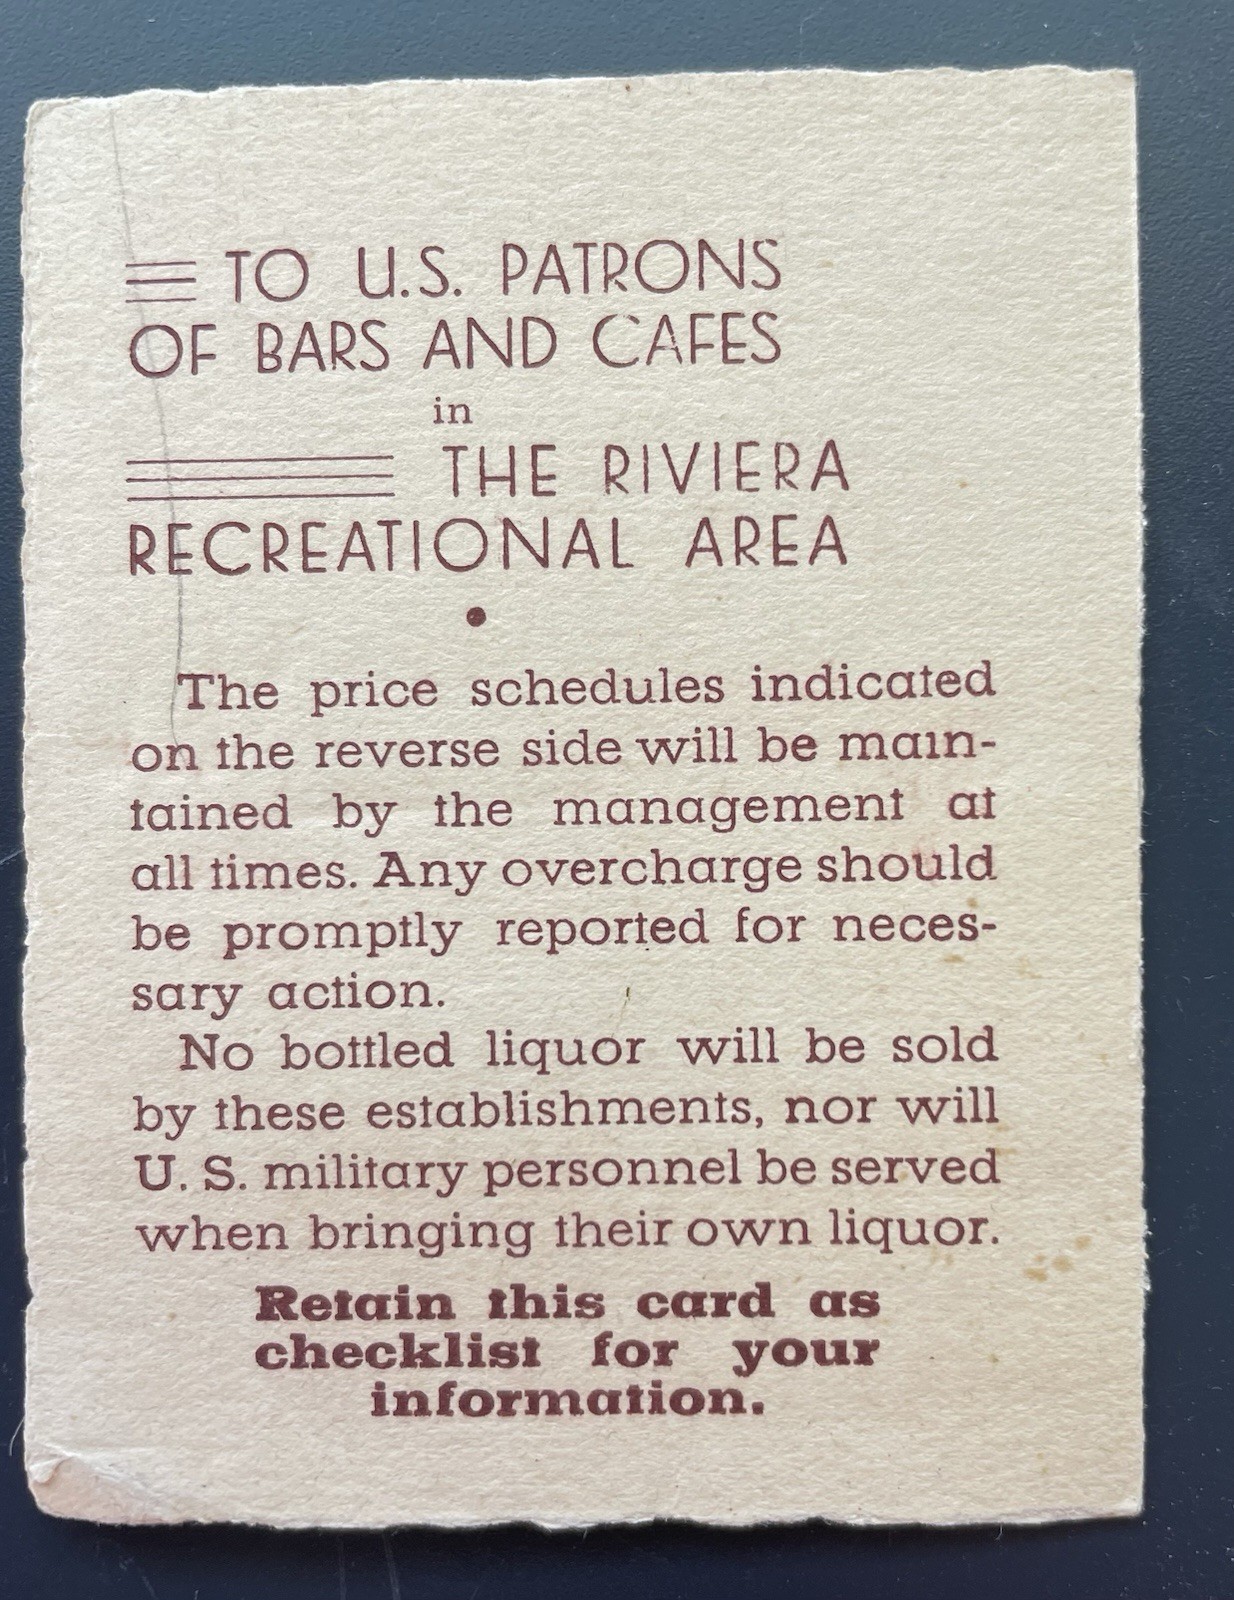 TO U.S. PATRONS
OF BARS AND CAFES
in
THE RIVIERA
RECREATIONAL AREA
•
The price schedules indicated
on the reverse side will be main-
tained by the management at
all times. Any overcharge should
be promptly reported for neces-
sary action.
No bottled liquor will be sold
by these establishments, nor will
U. S. military personnel be served
when bringing their own liquor.
Retain this card as
checklist for your
information.